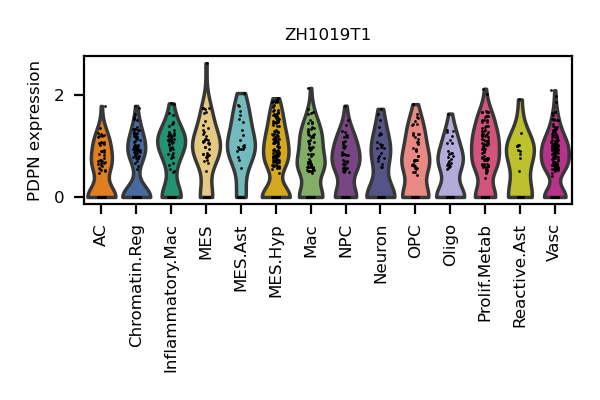 ZH1019T1
PDPN expression
2
0
AC
Chromatin.Reg
Inflammatory.Mac
MES
MES.Ast
MES.Hyp
Mac
NPC
Neuron
OPC
Oligo
Prolif.Metab
Reactive.Ast
Vasc